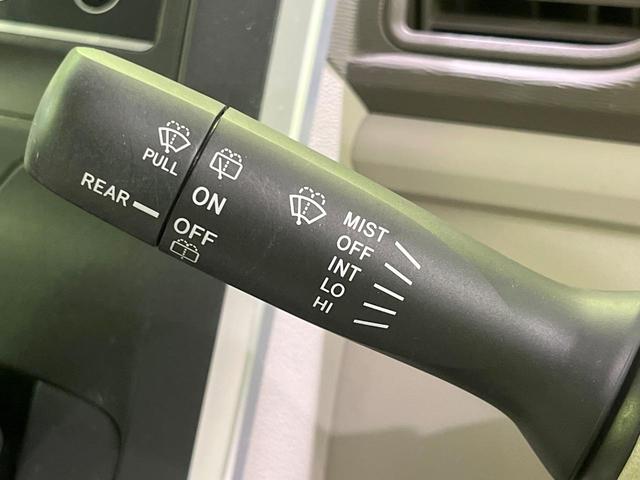 PULL
REAR
ON
OFF
MIST
OFF
INT
LO
HI